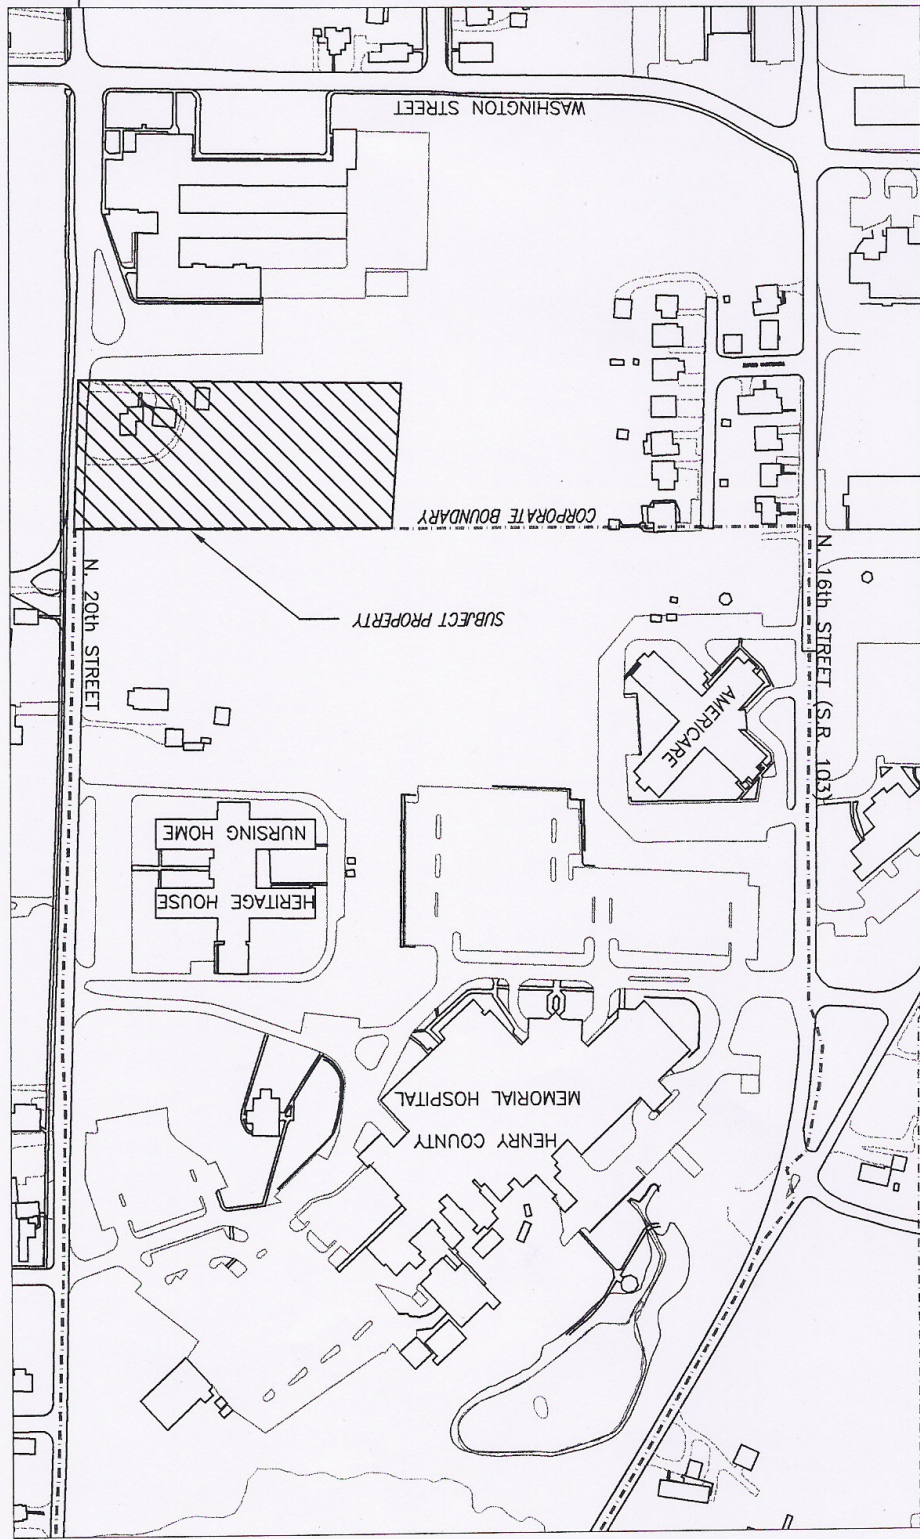 WASHINGTON STREET
CORPORATE BOUNDARY
N. 20th STREET
N. 16th STREET (S.R. 103)
SUBJECT PROPERTY
AMERICARE
HERITAGE HOUSE
NURSING HOME
HENRY COUNTY
MEMORIAL HOSPITAL